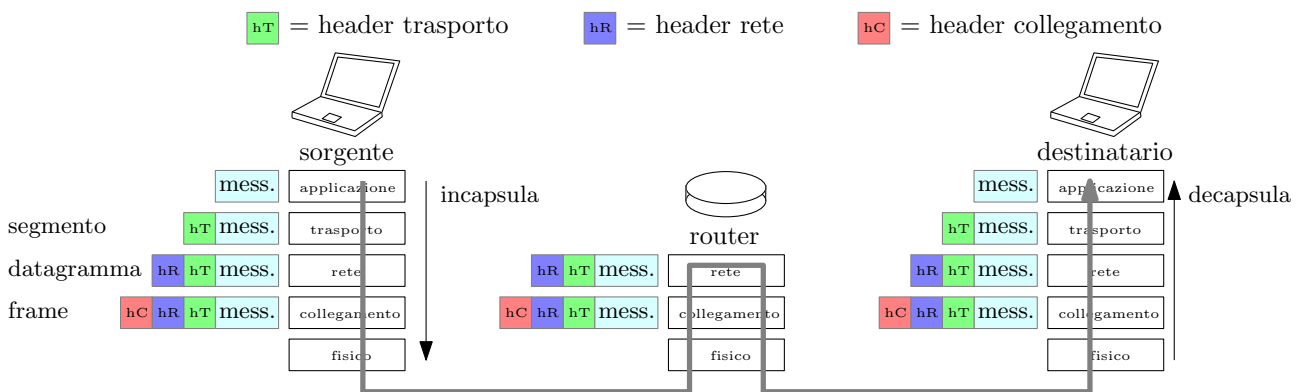 hT = header trasporto hR = header rete hC = header collegamento
sorgente destinatario
mess. applicazione incapsula mess. applicazione decapsula
segmento hT mess. trasporto router hT mess. trasporto
datagramma hR hT mess. rete hR hT mess. rete hR hT mess. rete
frame hC hR hT mess. collegamento hC hR hT mess. collegamento hC hR hT mess. collegamento
fisico fisico fisico